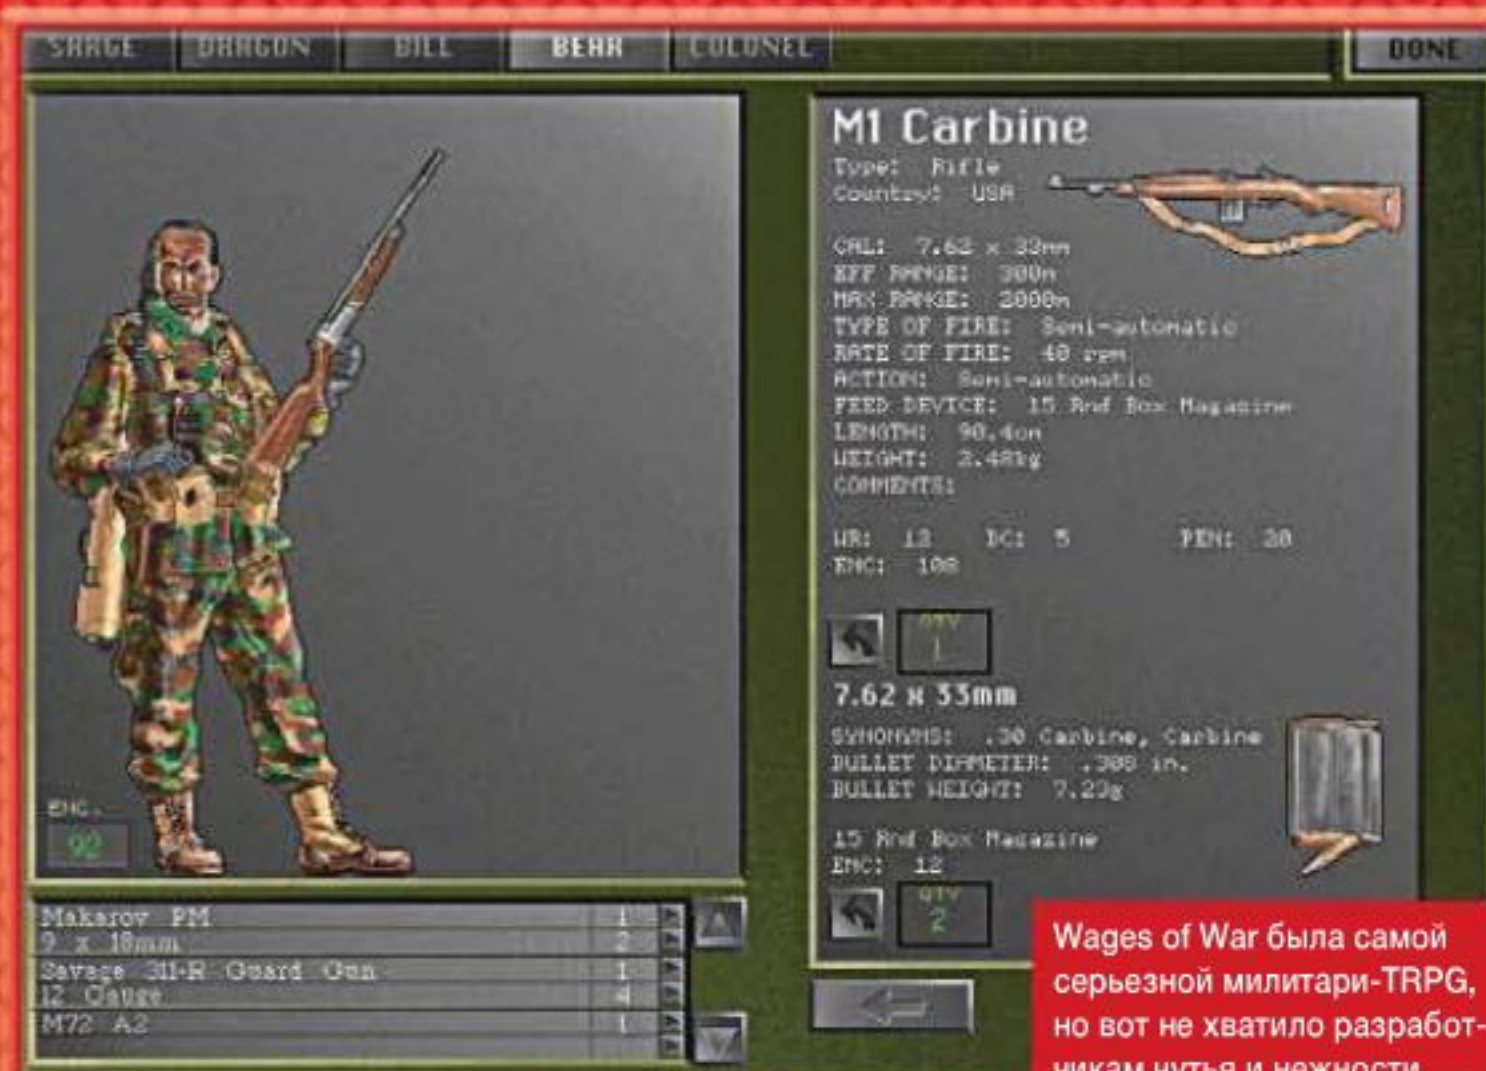 SARGE DRAGON BILL BEAR COLONEL DONE
M1 Carbine
Type: Rifle
Country: USA
CAL: 7.62 x 33mm
EFF RANGE: 300m
MAX RANGE: 2000m
TYPE OF FIRE: Semi-automatic
RATE OF FIRE: 40 rpm
ACTION: Semi-automatic
FEED DEVICE: 15 Rnd Box Magazine
LENGTH: 90.4cm
WEIGHT: 2.48kg
COMMENTS:
WR: 12 DC: 5 PEN: 20
ENC: 108
QTY
1
7.62 x 33mm
SYNONYMS: .30 Carbine, Carbine
BULLET DIAMETER: .308 in.
BULLET WEIGHT: 7.23g
15 Rnd Box Magazine
ENC: 12
QTY
2
ENC.
92
Makarov PM 1
9 x 18mm 2
Savage 311-R Guard Gun 1
12 Gauge 4
M72 A2 1
Wages of War была самой
серьезной милитари-TRPG,
но вот не хватило разработ-
чикам чутья и нежности